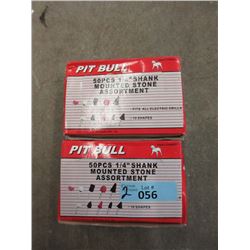 PIT BULL
50PCS 1/4" SHANK
MOUNTED STONE
ASSORTMENT
FITS ALL ELECTRIC DRILLS
10 SHAPES
PIT BULL
50PCS 1/4" SHANK
MOUNTED STONE
ASSORTMENT
2
Lot #
056
10 SHAPES